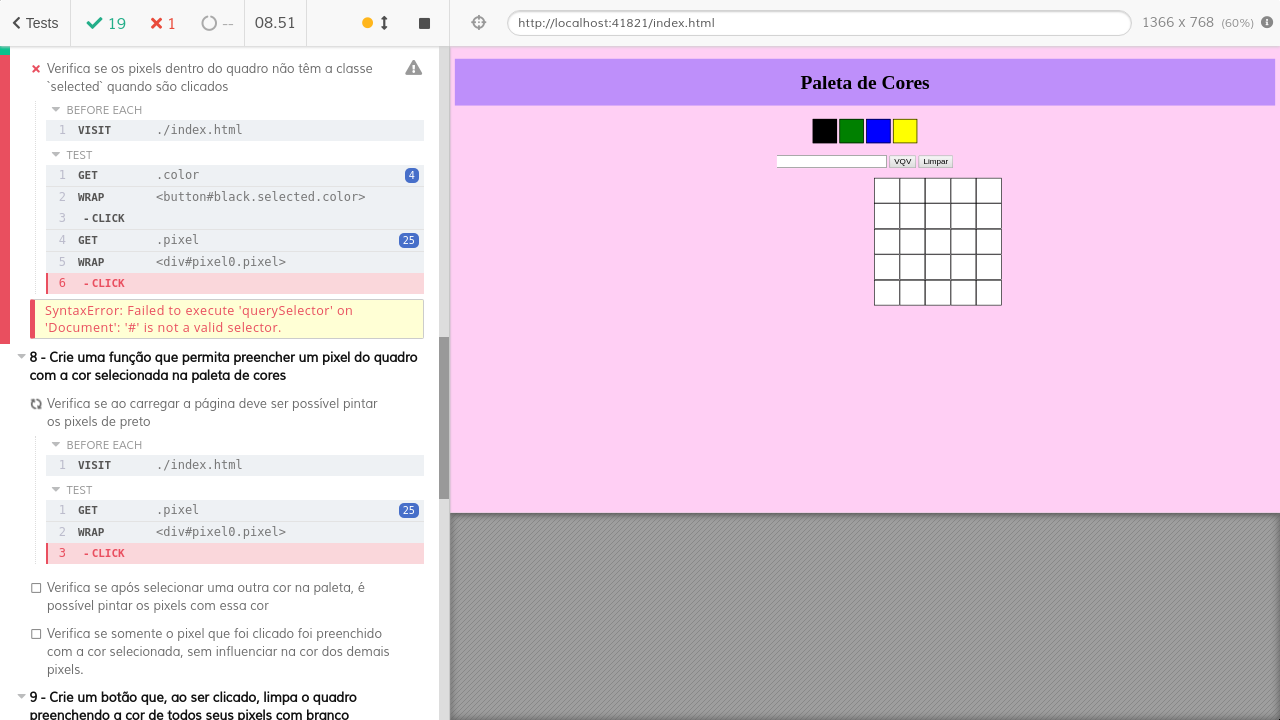 Tests 19 1 -- 08.51
http://localhost:41821/index.html 1366 x 768 (60%)
Verifica se os pixels dentro do quadro não têm a classe
`selected` quando são clicados
BEFORE EACH
1 VISIT ./index.html
TEST
1 GET .color 4
2 WRAP <button#black.selected.color>
3 - CLICK
4 GET .pixel 25
5 WRAP <div#pixel0.pixel>
6 - CLICK
SyntaxError: Failed to execute 'querySelector' on
'Document': '#' is not a valid selector.
8 - Crie uma função que permita preencher um pixel do quadro
com a cor selecionada na paleta de cores
Verifica se ao carregar a página deve ser possível pintar
os pixels de preto
BEFORE EACH
1 VISIT ./index.html
TEST
1 GET .pixel 25
2 WRAP <div#pixel0.pixel>
3 - CLICK
Verifica se após selecionar uma outra cor na paleta, é
possível pintar os pixels com essa cor
Verifica se somente o pixel que foi clicado foi preenchido
com a cor selecionada, sem influenciar na cor dos demais
pixels.
9 - Crie um botão que, ao ser clicado, limpa o quadro
preenchendo a cor de todos seus pixels com branco
Paleta de Cores
VQV Limpar